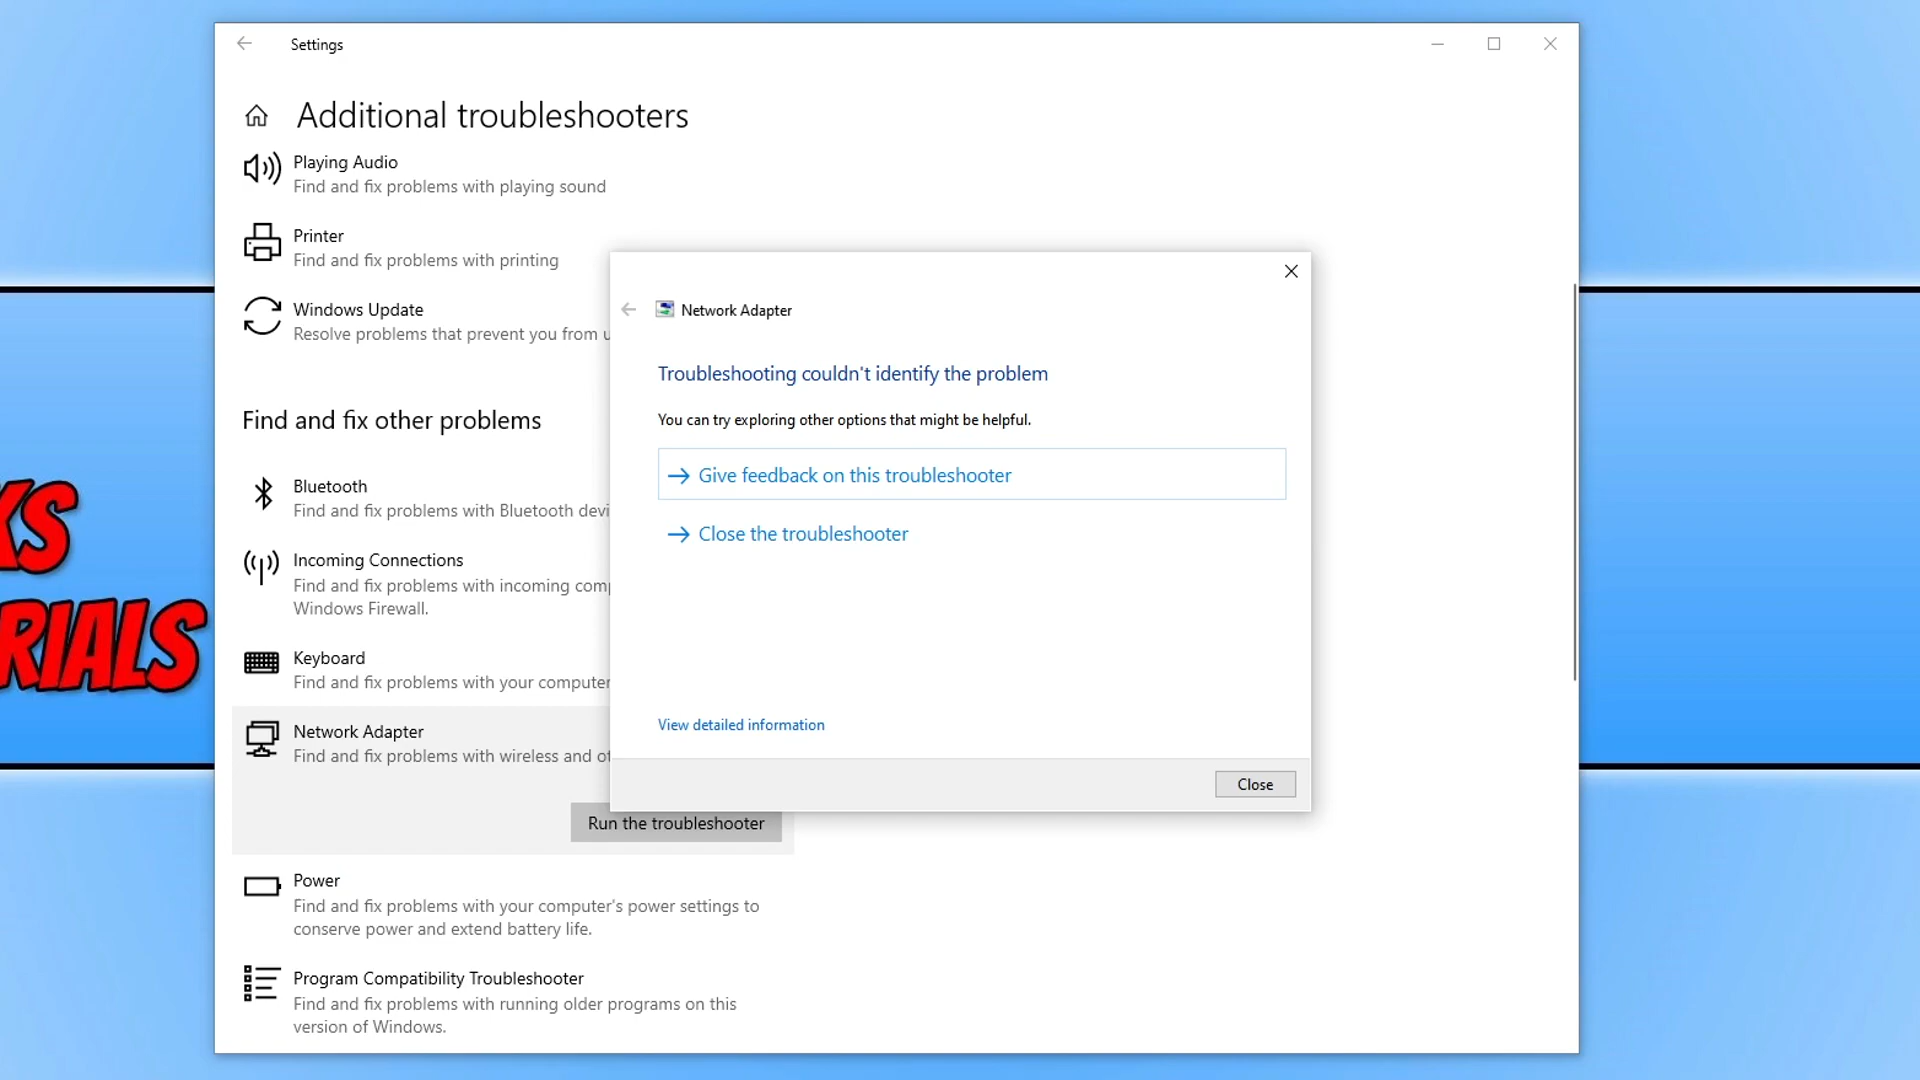 Settings
Additional troubleshooters
Playing Audio
Find and fix problems with playing sound
Printer
Find and fix problems with printing
Windows Update
Resolve problems that prevent you from
Find and fix other problems
Bluetooth
Find and fix problems with Bluetooth
Incoming Connections
Find and fix problems with incoming
Windows Firewall.
Keyboard
Find and fix problems with your computer
Network Adapter
Find and fix problems with wireless and
Run the troubleshooter
Power
Find and fix problems with your computer's power settings to
conserve power and extend battery life.
Program Compatibility Troubleshooter
Find and fix problems with running older programs on this
version of Windows.
Network Adapter
Troubleshooting couldn't identify the problem
You can try exploring other options that might be helpful.
Give feedback on this troubleshooter
Close the troubleshooter
View detailed information
Close
KS
RIALS